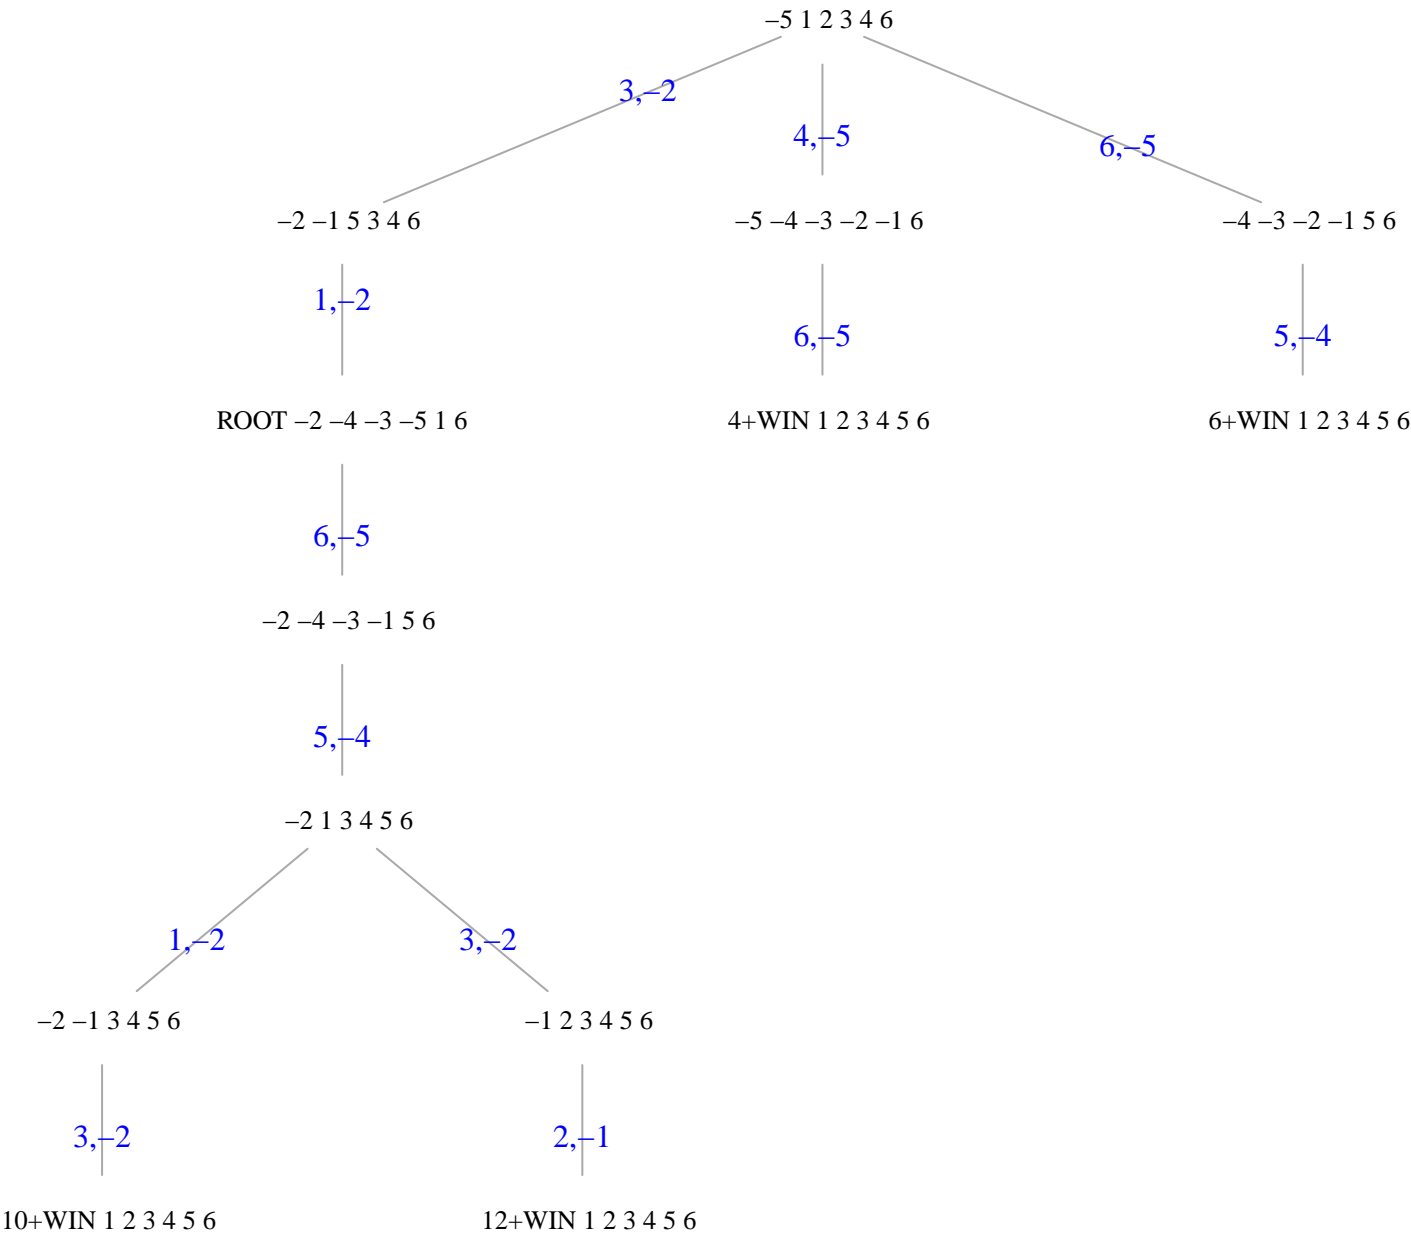 –5 1 2 3 4 6
3,–2
4,–5
6,–5
–2 –1 5 3 4 6
–5 –4 –3 –2 –1 6
–4 –3 –2 –1 5 6
1,–2
6,–5
5,–4
ROOT –2 –4 –3 –5 1 6
4+WIN 1 2 3 4 5 6
6+WIN 1 2 3 4 5 6
6,–5
–2 –4 –3 –1 5 6
5,–4
–2 1 3 4 5 6
1,–2
3,–2
–2 –1 3 4 5 6
–1 2 3 4 5 6
3,–2
2,–1
10+WIN 1 2 3 4 5 6
12+WIN 1 2 3 4 5 6